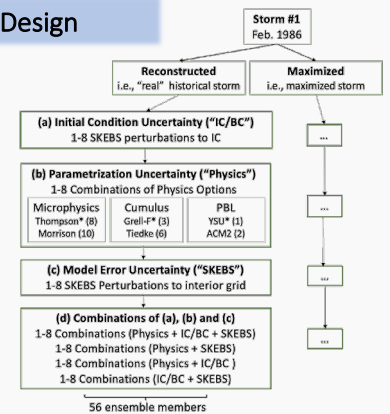 Design
Storm #1
Feb. 1986
Reconstructed
i.e., "real" historical storm
Maximized
i.e., maximized storm
(a) Initial Condition Uncertainty ("IC/BC")
1-8 SKEBS perturbations to IC
...
(b) Parametrization Uncertainty ("Physics")
1-8 Combinations of Physics Options
Microphysics
Thompson* (8)
Morrison (10)
Cumulus
Grell-F* (3)
Tiedke (6)
PBL
YSU* (1)
ACM2 (2)
...
(c) Model Error Uncertainty ("SKEBS")
1-8 SKEBS Perturbations to interior grid
...
(d) Combinations of (a), (b) and (c)
1-8 Combinations (Physics + IC/BC + SKEBS)
1-8 Combinations (Physics + SKEBS)
1-8 Combinations (Physics + IC/BC )
1-8 Combinations (IC/BC + SKEBS)
...
56 ensemble members